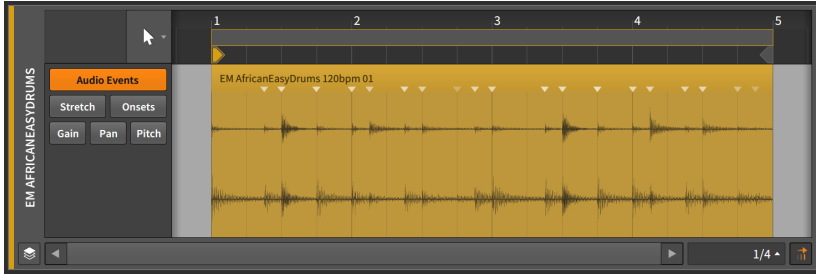 1 2 3 4 5
EM AFRICANEASYDRUMS
Audio Events
EM AfricanEasyDrums 120bpm 01
Stretch Onsets
Gain Pan Pitch
1/4